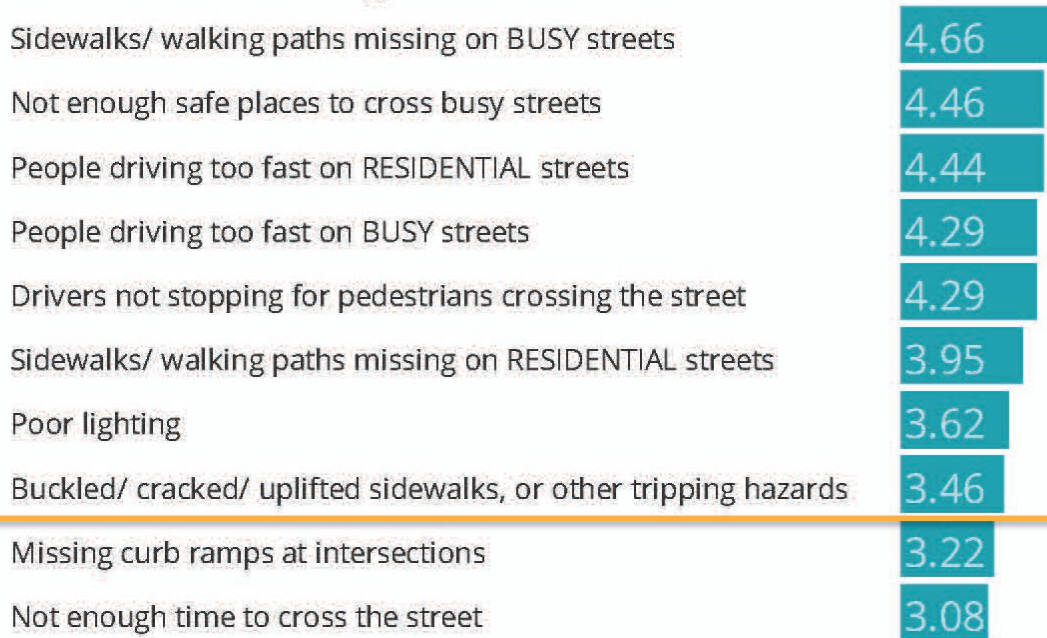 Sidewalks/ walking paths missing on BUSY streets 4.66
Not enough safe places to cross busy streets 4.46
People driving too fast on RESIDENTIAL streets 4.44
People driving too fast on BUSY streets 4.29
Drivers not stopping for pedestrians crossing the street 4.29
Sidewalks/ walking paths missing on RESIDENTIAL streets 3.95
Poor lighting 3.62
Buckled/ cracked/ uplifted sidewalks, or other tripping hazards 3.46
Missing curb ramps at intersections 3.22
Not enough time to cross the street 3.08